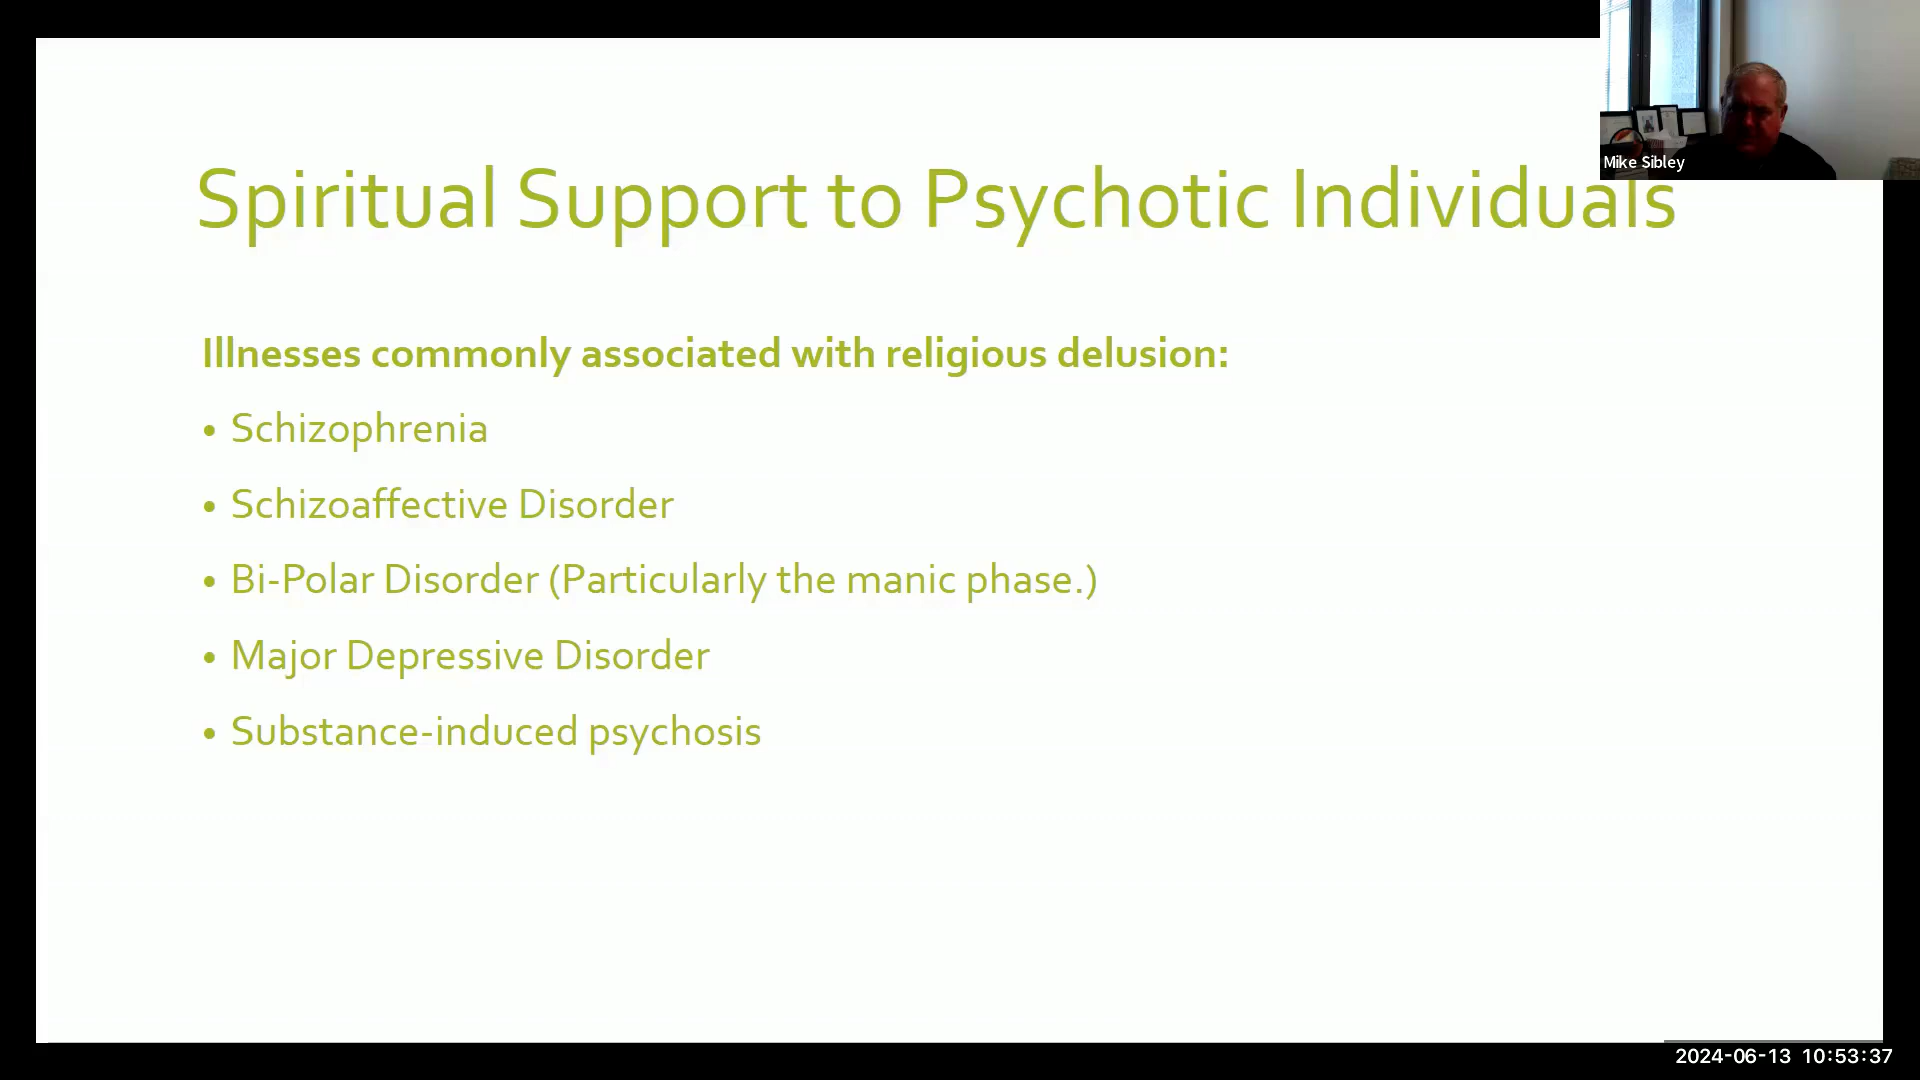 Mike Sibley
Spiritual Support to Psychotic Individuals
Illnesses commonly associated with religious delusion:
• Schizophrenia
• Schizoaffective Disorder
• Bi-Polar Disorder (Particularly the manic phase.)
• Major Depressive Disorder
• Substance-induced psychosis
2024-06-13 10:53:37